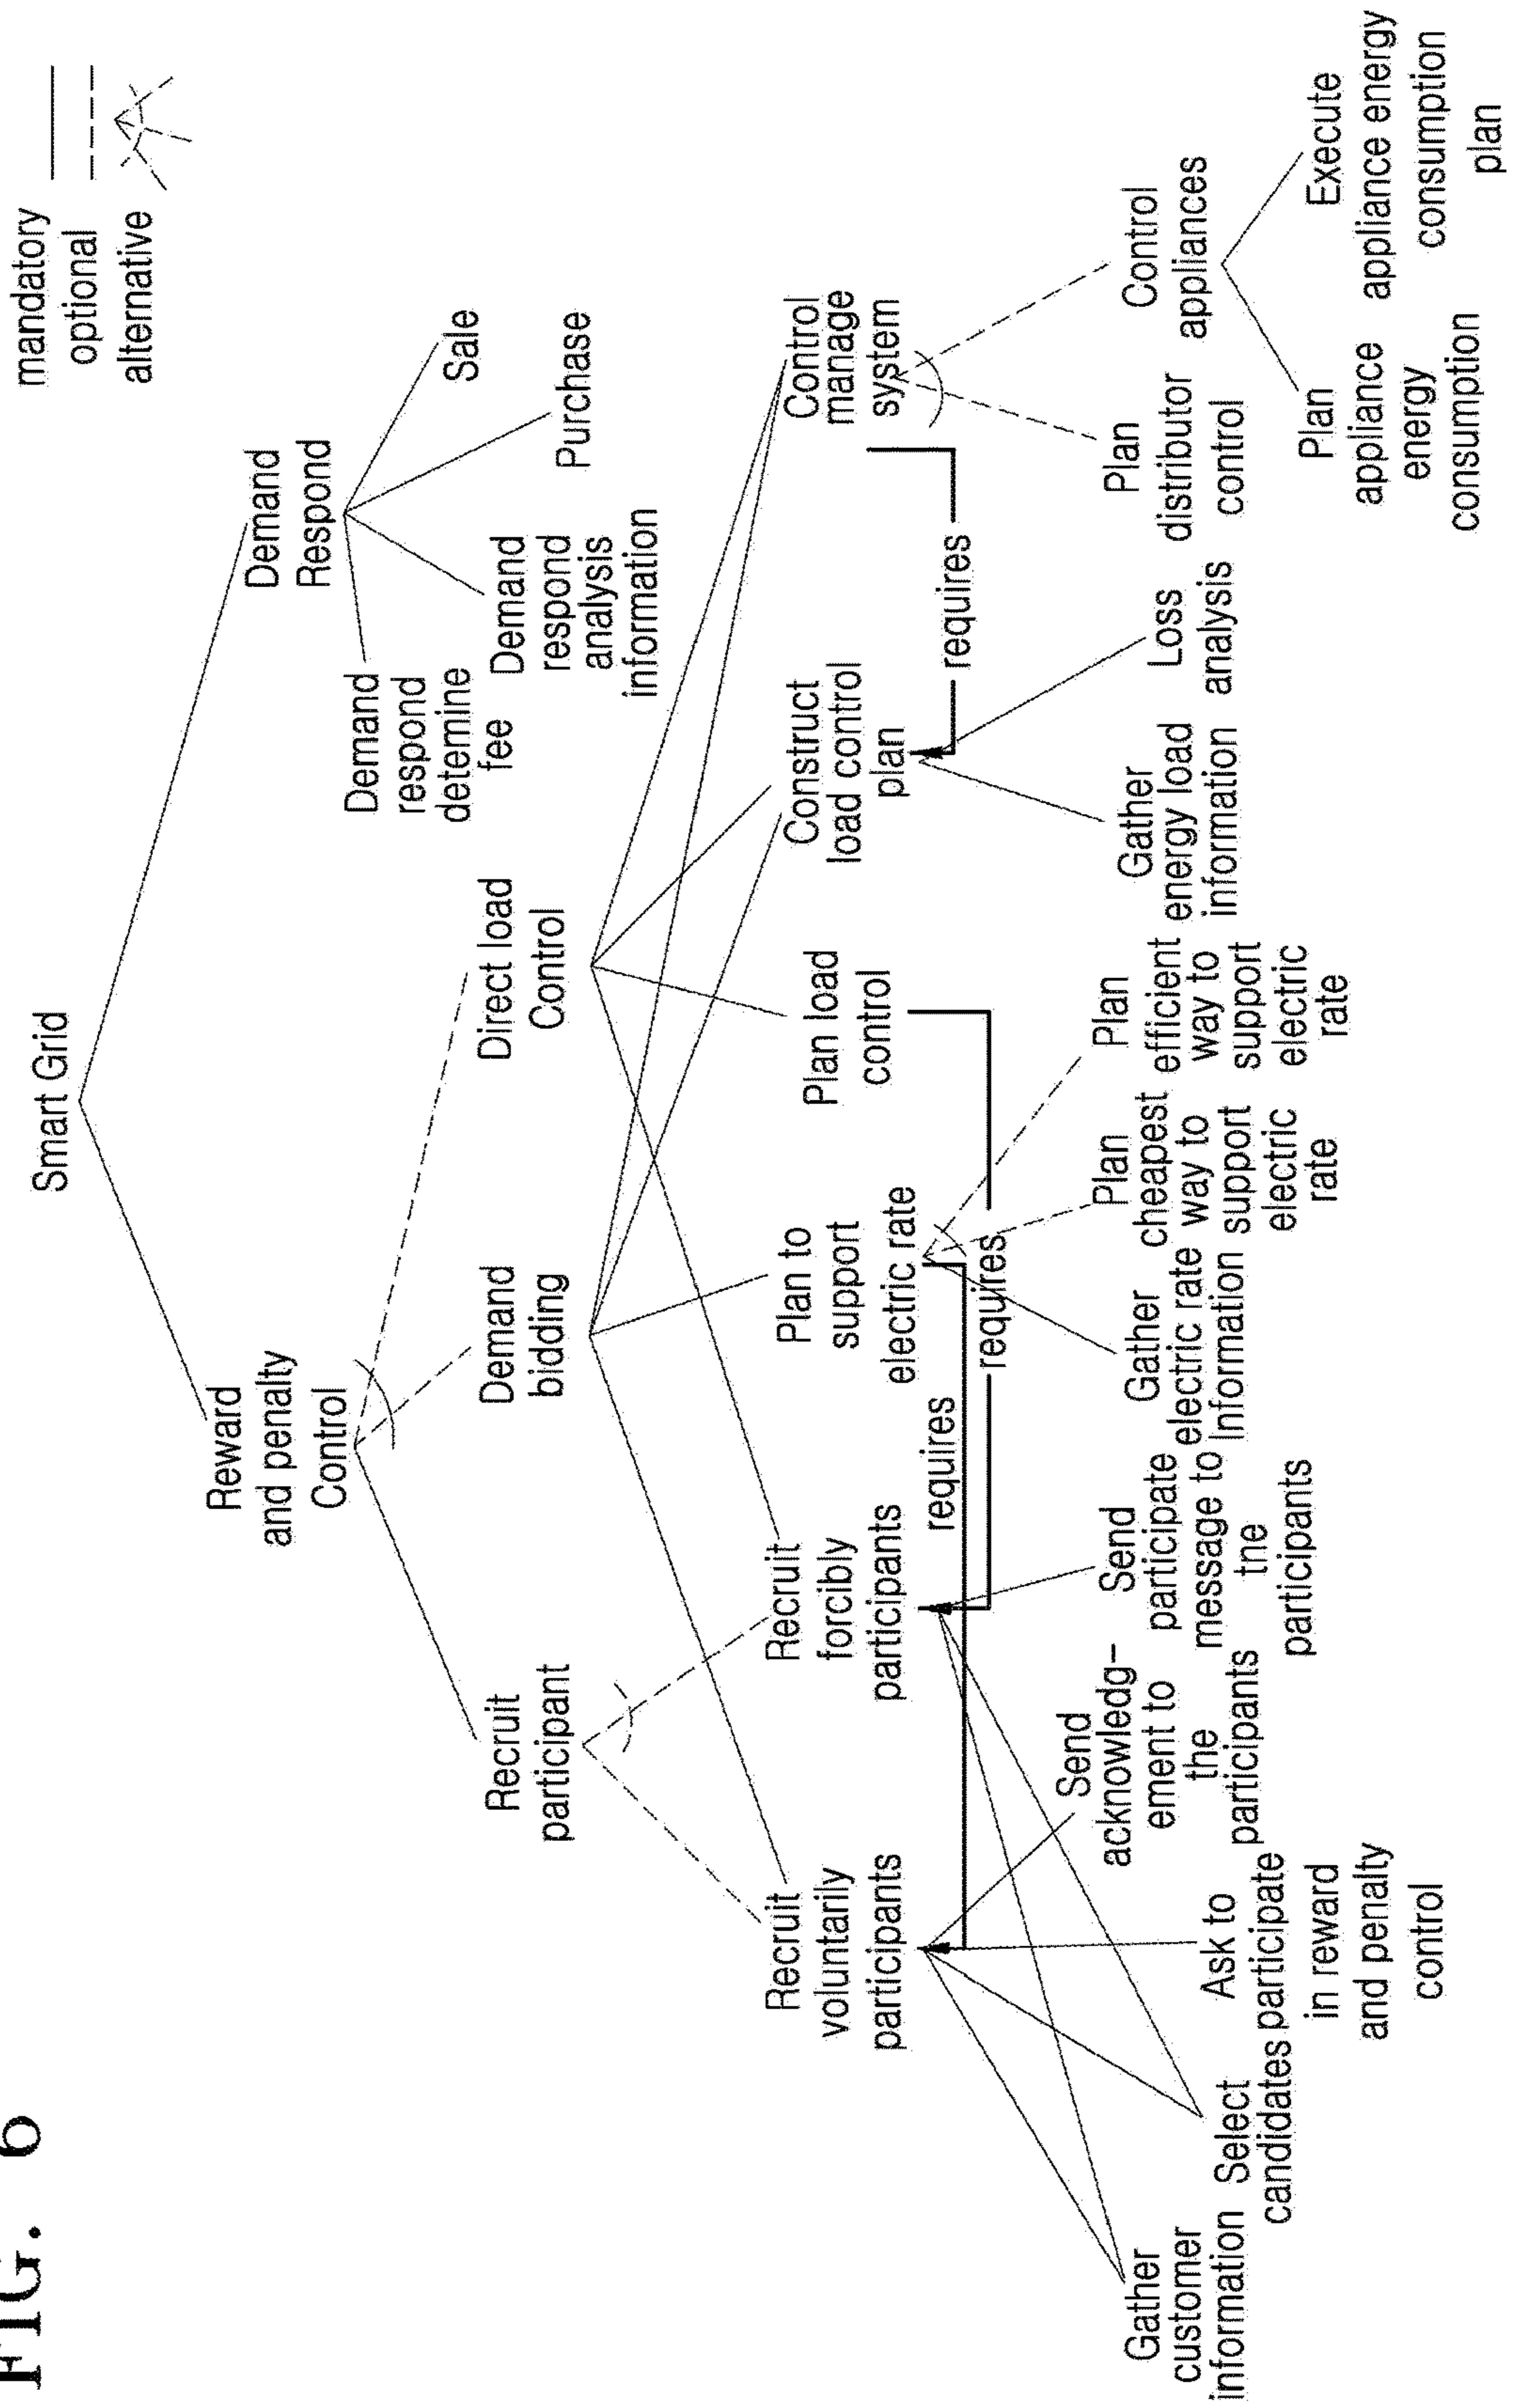 FIG. 6
mandatory
optional
alternative
Smart Grid
Reward
and penalty
Control
Demand
Respond
Recruit
participant
Demand
bidding
Direct load
Control
Demand
respond
detemine
fee
Demand
respond
analysis
information
Purchase
Sale
Recruit
voluntarily
participants
Recruit
forcibly
participants
Plan to
support
electric rate
Plan load
control
Construct
load control
plan
Control
manage
system
requires
requires
requires
Gather
customer
information
Select
candidates
Ask to
participate
in reward
and penalty
control
Send
acknowledg-
ement to
the
participants
Send
participate
message to
tne
participants
Gather
electric rate
Information
Plan
cheapest
way to
support
electric
rate
Plan
efficient
way to
support
electric
rate
Gather
energy load
information
Loss
analysis
Plan
distributor
control
Control
appliances
Plan
appliance
energy
consumption
Execute
appliance energy
consumption
plan